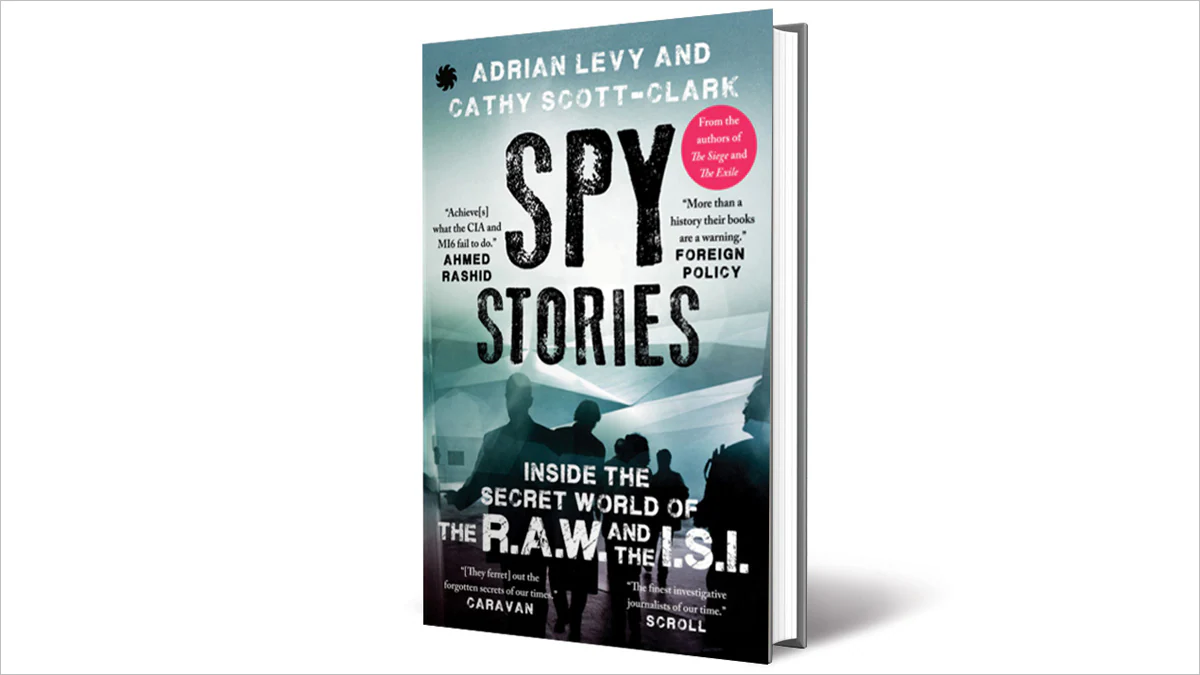 ADRIAN LEVY AND
CATHY SCOTT-CLARK
From the
authors of
The Siege and
The Exile
SPY
STORIES
“Achieve[s]
what the CIA and
MI6 fail to do.”
AHMED
RASHID
“More than a
history their books
are a warning.”
FOREIGN
POLICY
INSIDE THE
SECRET WORLD OF
THE R.A.W. AND THE I.S.I.
“[They ferret] out the
forgotten secrets of our times.”
CARAVAN
“The finest investigative
journalists of our time.”
SCROLL